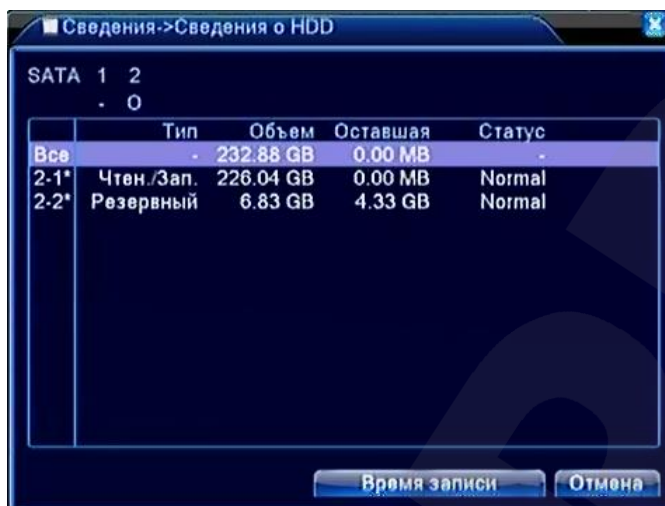 Сведения->Сведения о HDD
SATA 1 2
- O
Тип Объем Оставшая Статус
Все - 232.88 GB 0.00 MB -
2-1* Чтен./Зап. 226.04 GB 0.00 MB Normal
2-2* Резервный 6.83 GB 4.33 GB Normal
Время записи Отмена